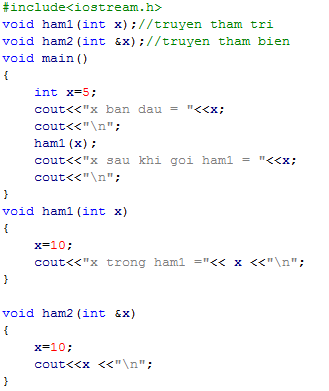 #include<iostream.h>
void ham1(int x);//truyen tham tri
void ham2(int &x);//truyen tham bien
void main()
{
    int x=5;
    cout<<"x ban dau = "<<x;
    cout<<"\n";
    ham1(x);
    cout<<"x sau khi goi ham1 = "<<x;
    cout<<"\n";
}
void ham1(int x)
{
    x=10;
    cout<<"x trong ham1 ="<< x <<"\n";
}

void ham2(int &x)
{
    x=10;
    cout<<x <<"\n";
}